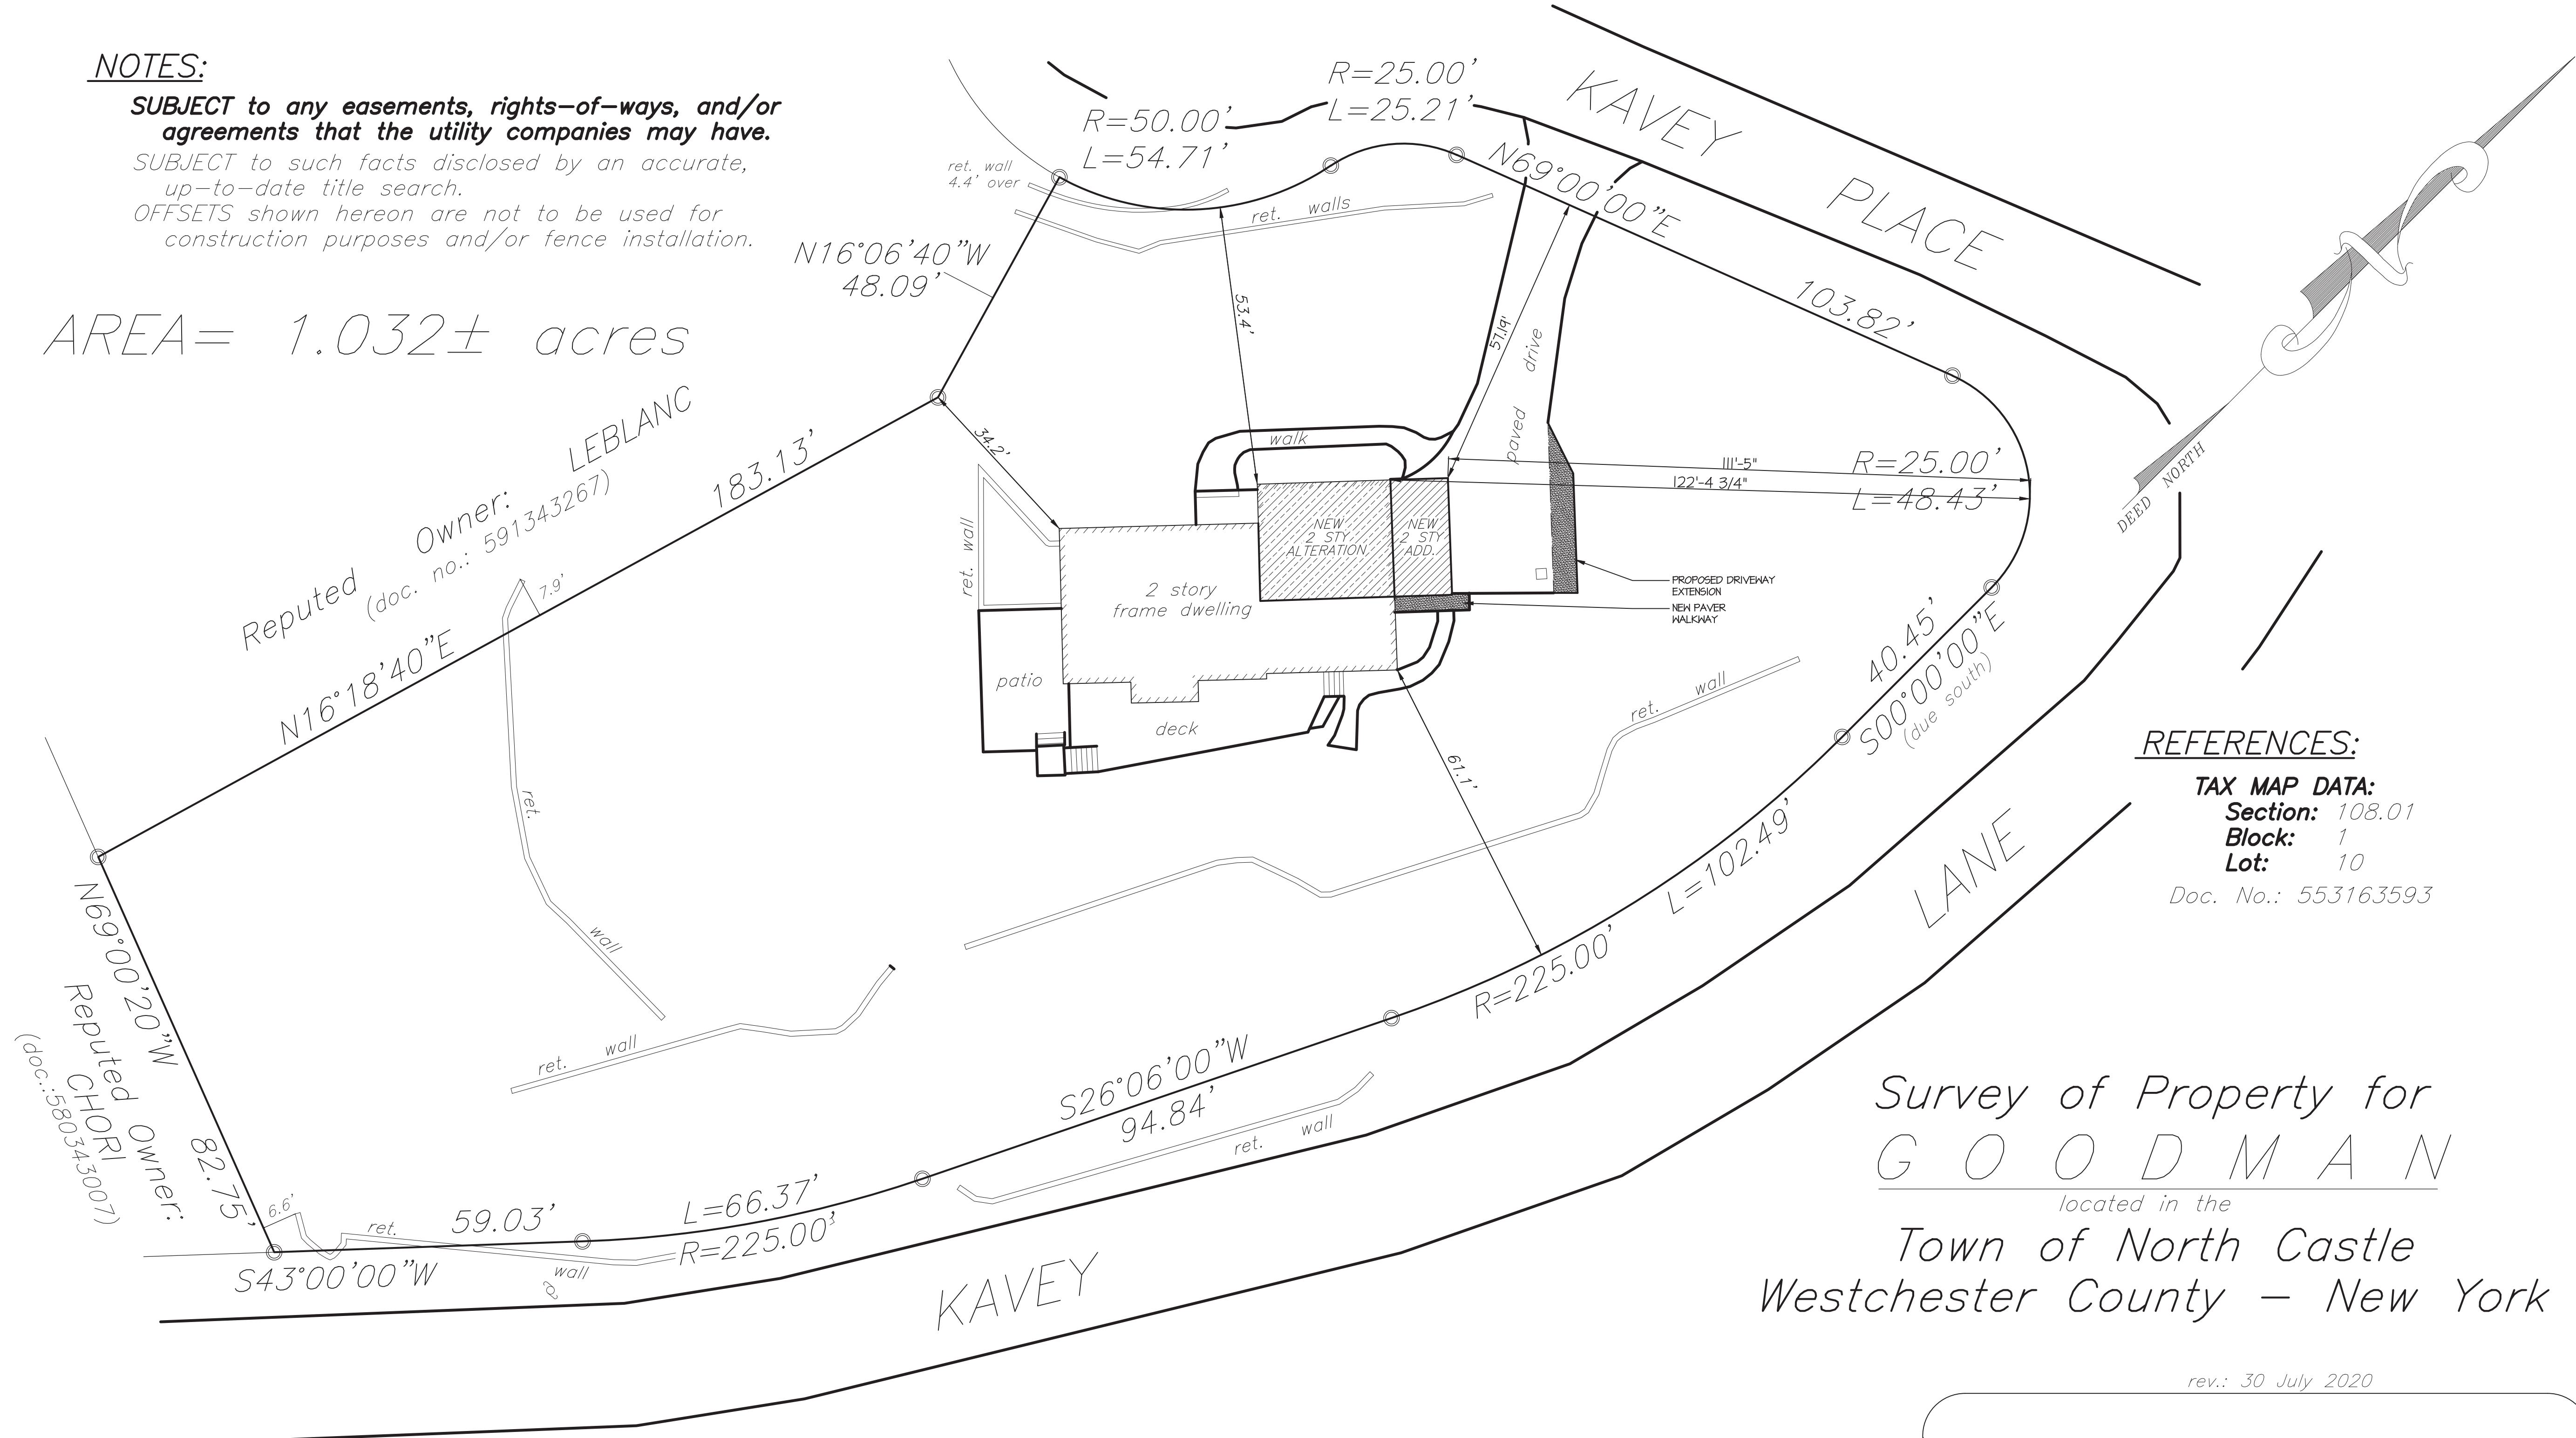 NOTES:
SUBJECT to any easements, rights-of-ways, and/or
agreements that the utility companies may have.
SUBJECT to such facts disclosed by an accurate,
up-to-date title search.
OFFSETS shown hereon are not to be used for
construction purposes and/or fence installation.
AREA= 1.032± acres
R=50.00'
L=54.71'
R=25.00'
L=25.21'
KAVEY PLACE
ret. wall
4.4' over
ret. walls
N69°00'00"E
103.82'
N16°06'40"W
48.09'
53.4'
57.19'
paved drive
34.2'
walk
111'-5"
122'-4 3/4"
R=25.00'
L=48.43'
DEED NORTH
LEBLANC
Reputed Owner:
(doc. no.: 591343267)
183.13'
N16°18'40"E
7.9'
ret. wall
NEW
2 STY
ALTERATION
NEW
2 STY
ADD.
2 story
frame dwelling
PROPOSED DRIVEWAY
EXTENSION
NEW PAVER
WALKWAY
patio
deck
40.45'
S00°00'00"E
(due south)
ret. wall
61.1'
ret. wall
L=102.49'
R=225.00'
KAVEY LANE
REFERENCES:
TAX MAP DATA:
Section: 108.01
Block: 1
Lot: 10
Doc. No.: 553163593
N69°00'20"W
82.75'
Reputed Owner:
CHORI
(doc.:580343007)
6.6'
ret. wall
59.03'
S43°00'00"W
ret. wall
L=66.37'
R=225.00'
S26°06'00"W
94.84'
ret. wall
Survey of Property for
GOODMAN
located in the
Town of North Castle
Westchester County - New York
rev.: 30 July 2020